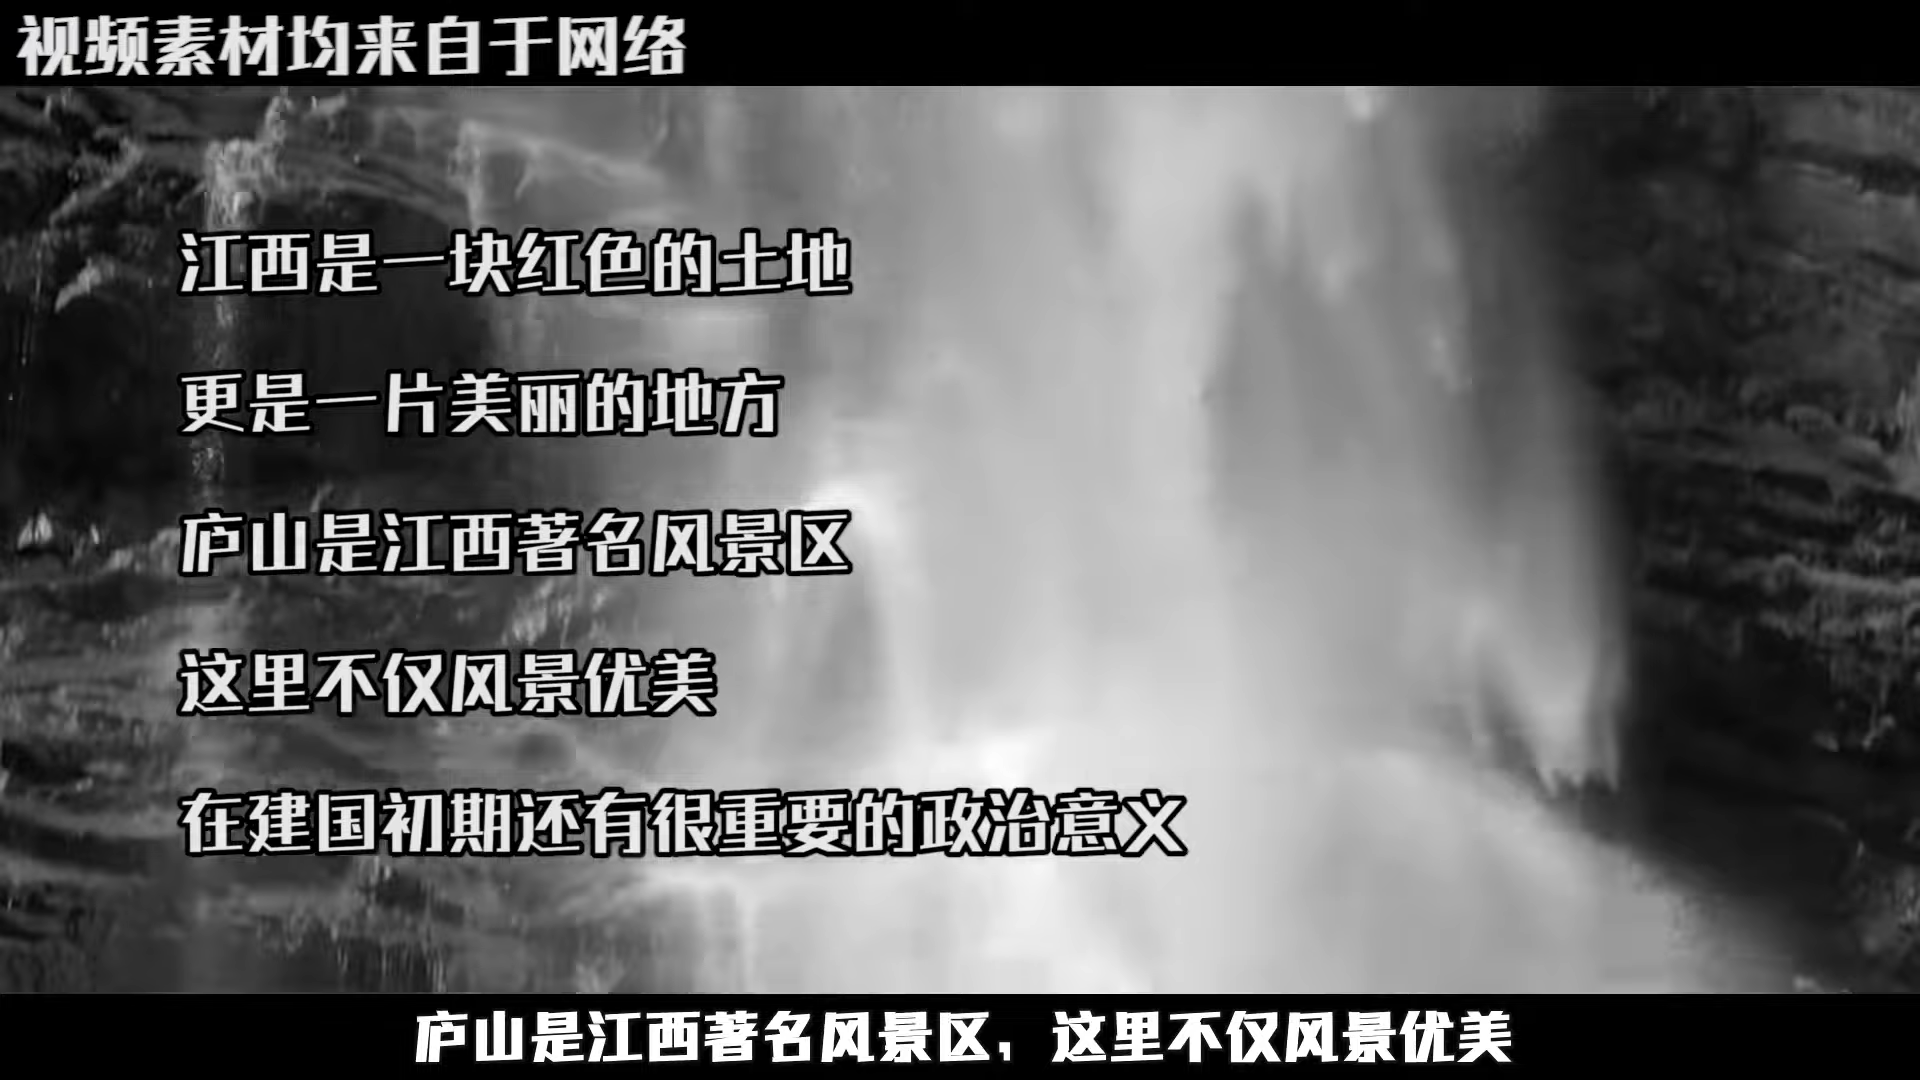 视频素材均来自于网络
江西是一块红色的土地
更是一片美丽的地方
庐山是江西著名风景区
这里不仅风景优美
在建国初期还有很重要的政治意义
庐山是江西著名风景区，这里不仅风景优美